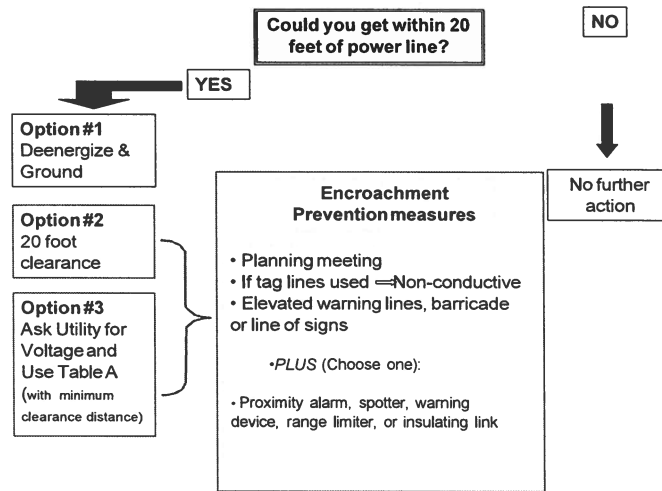 Could you get within 20
feet of power line?
NO
YES
Option #1
Deenergize &
Ground
Option #2
20 foot
clearance
Option #3
Ask Utility for
Voltage and
Use Table A
(with minimum
clearance distance)
Encroachment
Prevention measures
• Planning meeting
• If tag lines used ⇒Non-conductive
• Elevated warning lines, barricade
or line of signs
•PLUS (Choose one):
• Proximity alarm, spotter, warning
device, range limiter, or insulating link
No further
action